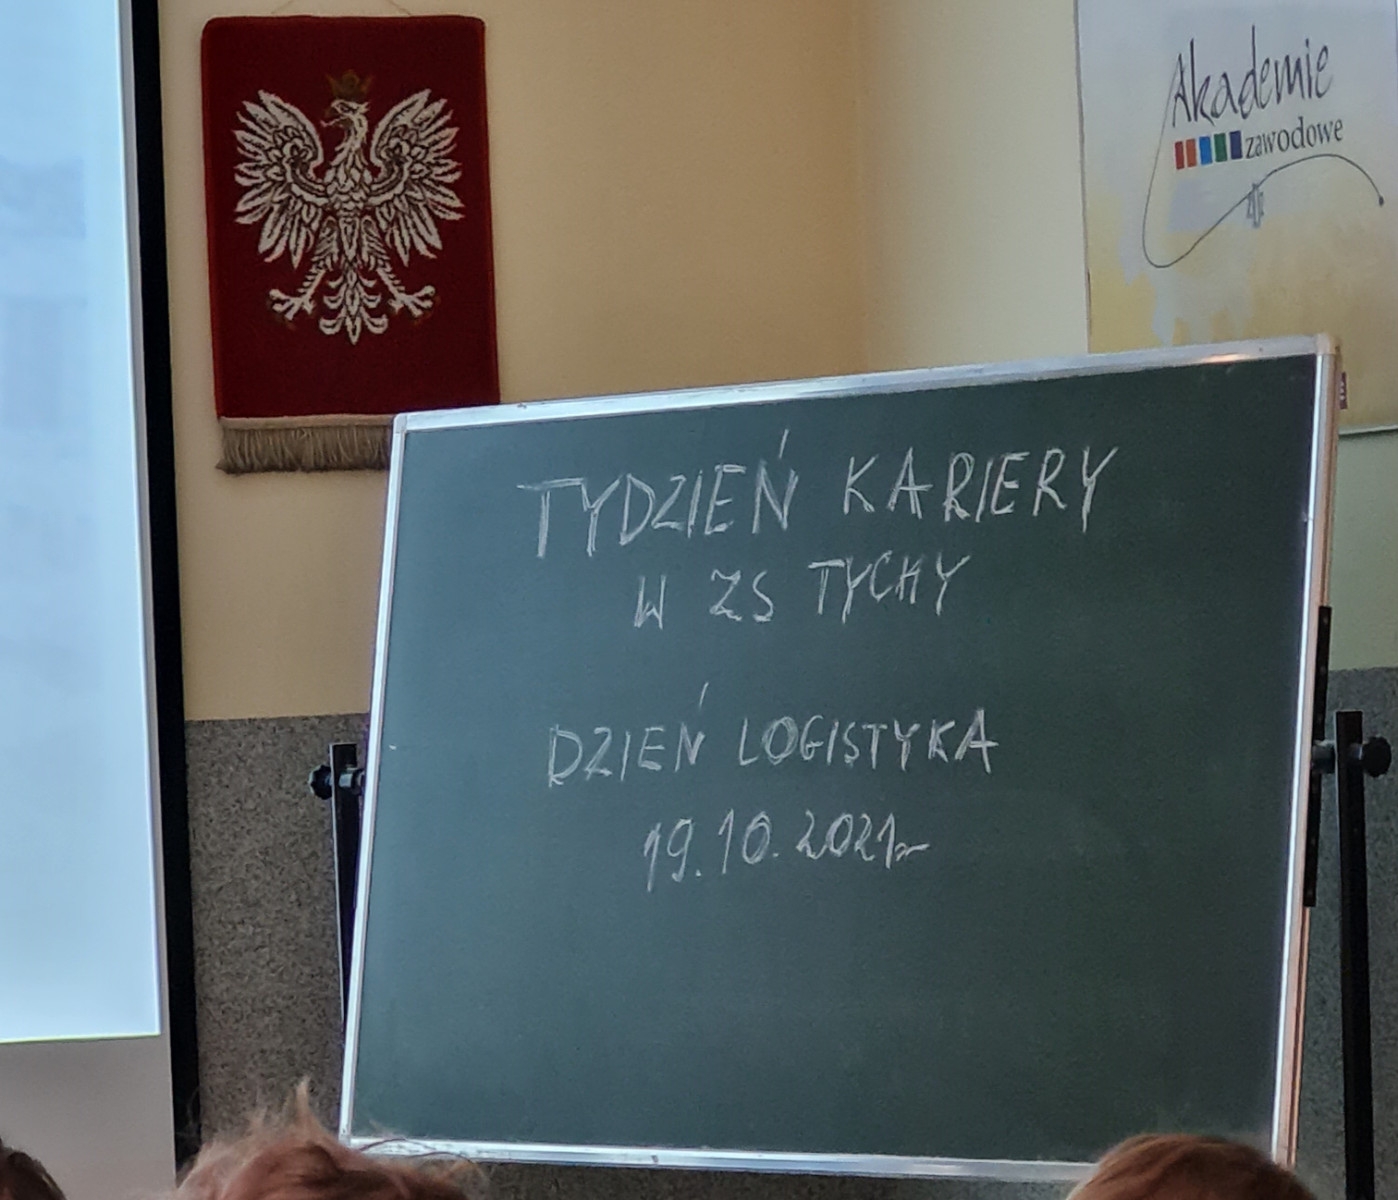 Akademie
zawodowe
TYDZIEŃ KARIERY
W ZS TYCHY
DZIEŃ LOGISTYKA
19.10.2021r